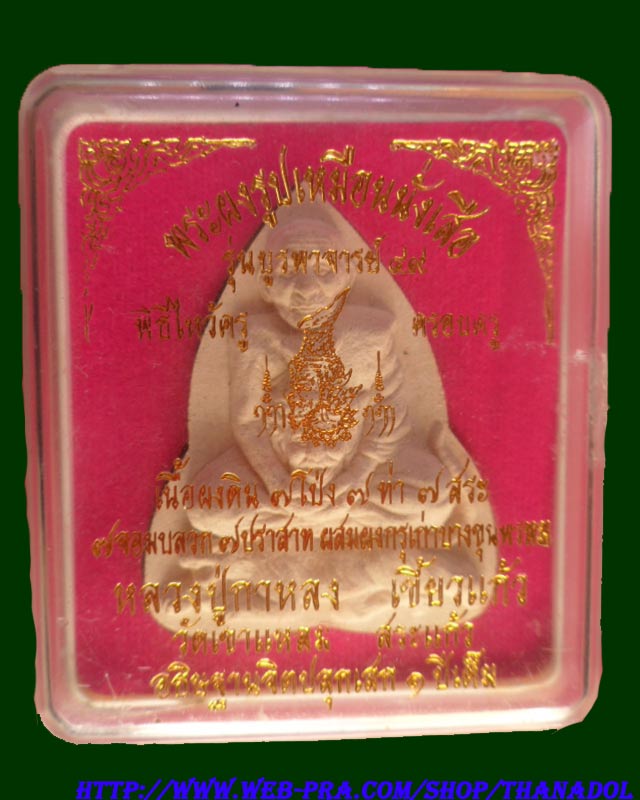 พระผงรูปเหมือนนั่งเสือ
รุ่นบูรพาจารย์ ๔๙
พิธีไหว้ครู ครอบครู
เนื้อผงดิน ๗ โป่ง ๗ ท่า ๗ สระ
๗ จอมปลวก ๗ ปราสาท ผสมผงกรุเก่าบางขุนพรหม
หลวงปู่กาหลง เขี้ยวแก้ว
วัดเขาแหลม สระแก้ว
อธิษฐานจิตปลุกเสก ๑ ปีเต็ม
HTTP://WWW.WEB-PRA.COM/SHOP/THANADOL